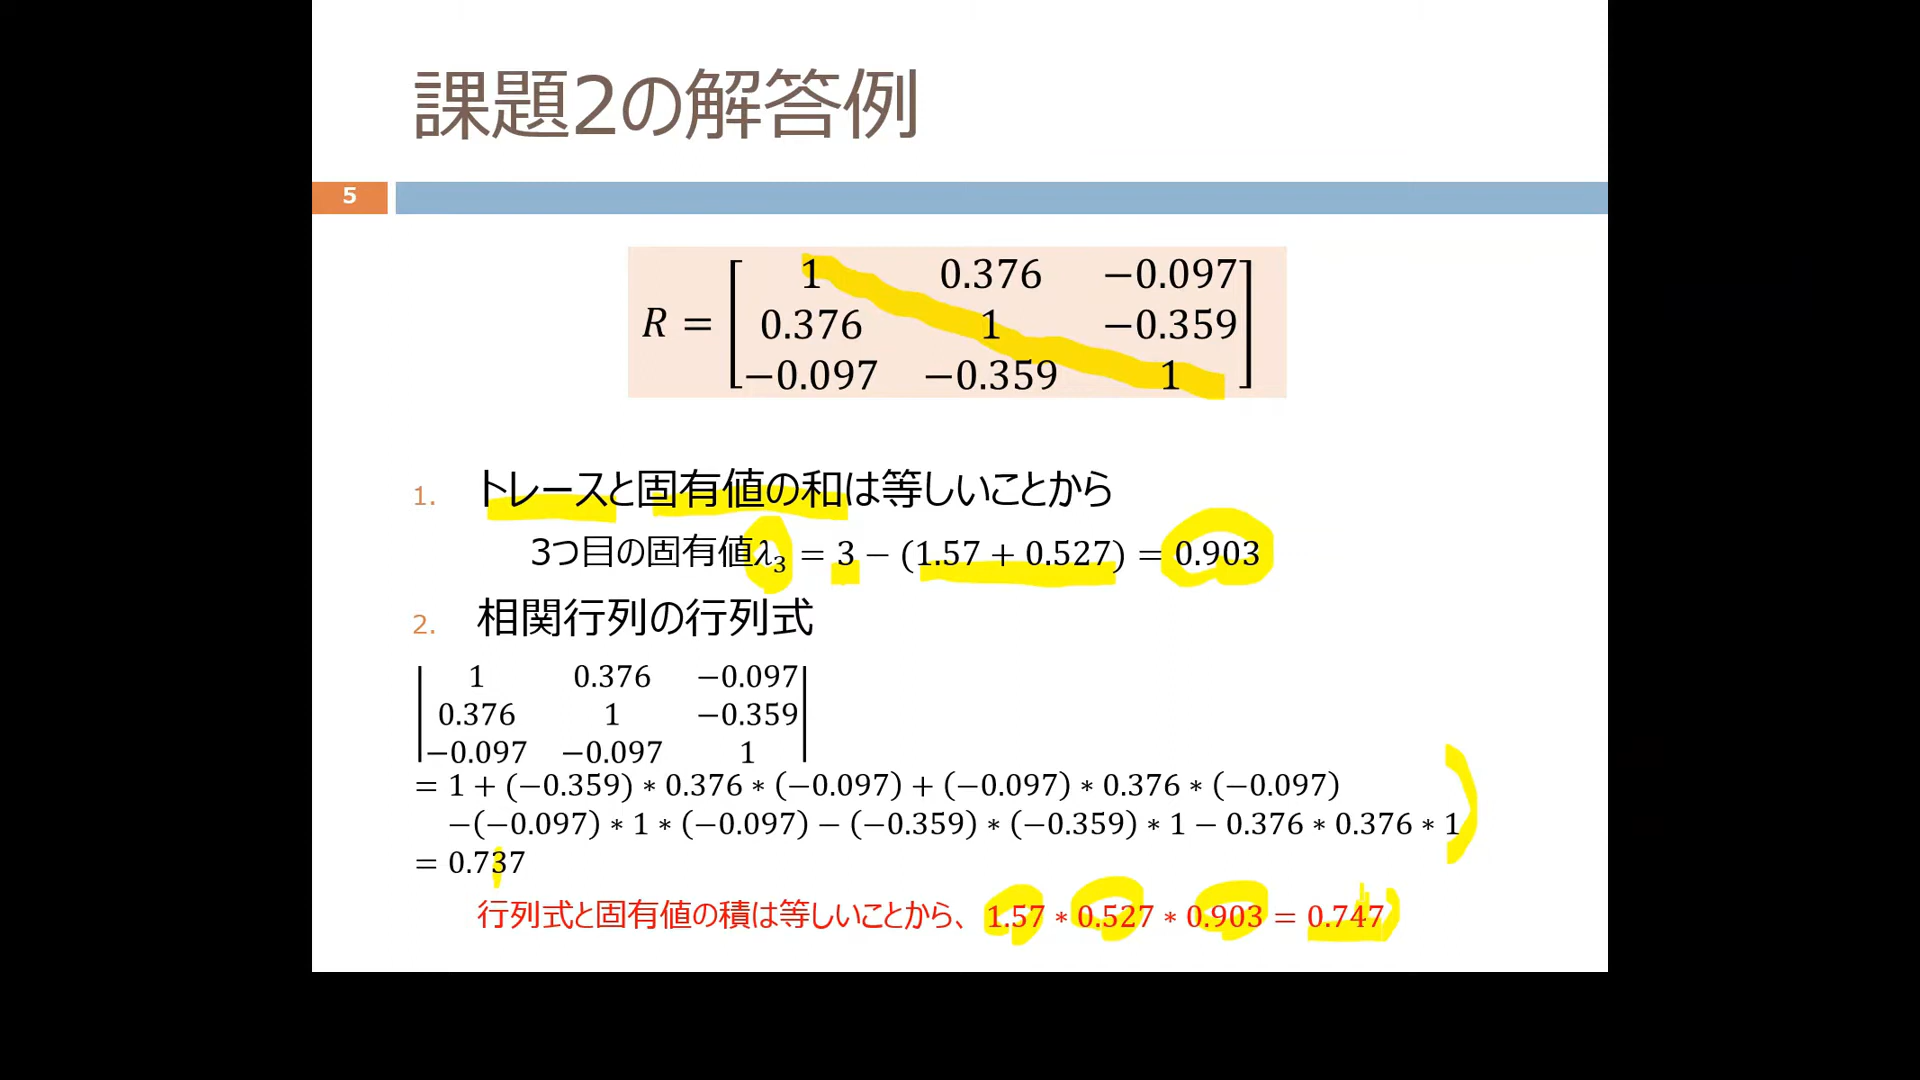 課題2の解答例
5
R = [1 0.376 −0.097
0.376 1 −0.359
−0.097 −0.359 1]
1. トレースと固有値の和は等しいことから
3つ目の固有値λ₃ = 3 − (1.57 + 0.527) = 0.903
2. 相関行列の行列式
|1 0.376 −0.097|
|0.376 1 −0.359|
|−0.097 −0.097 1|
= 1 + (−0.359) ∗ 0.376 ∗ (−0.097) + (−0.097) ∗ 0.376 ∗ (−0.097)
−(−0.097) ∗ 1 ∗ (−0.097) − (−0.359) ∗ (−0.359) ∗ 1 − 0.376 ∗ 0.376 ∗ 1
= 0.737
行列式と固有値の積は等しいことから、1.57 ∗ 0.527 ∗ 0.903 = 0.747